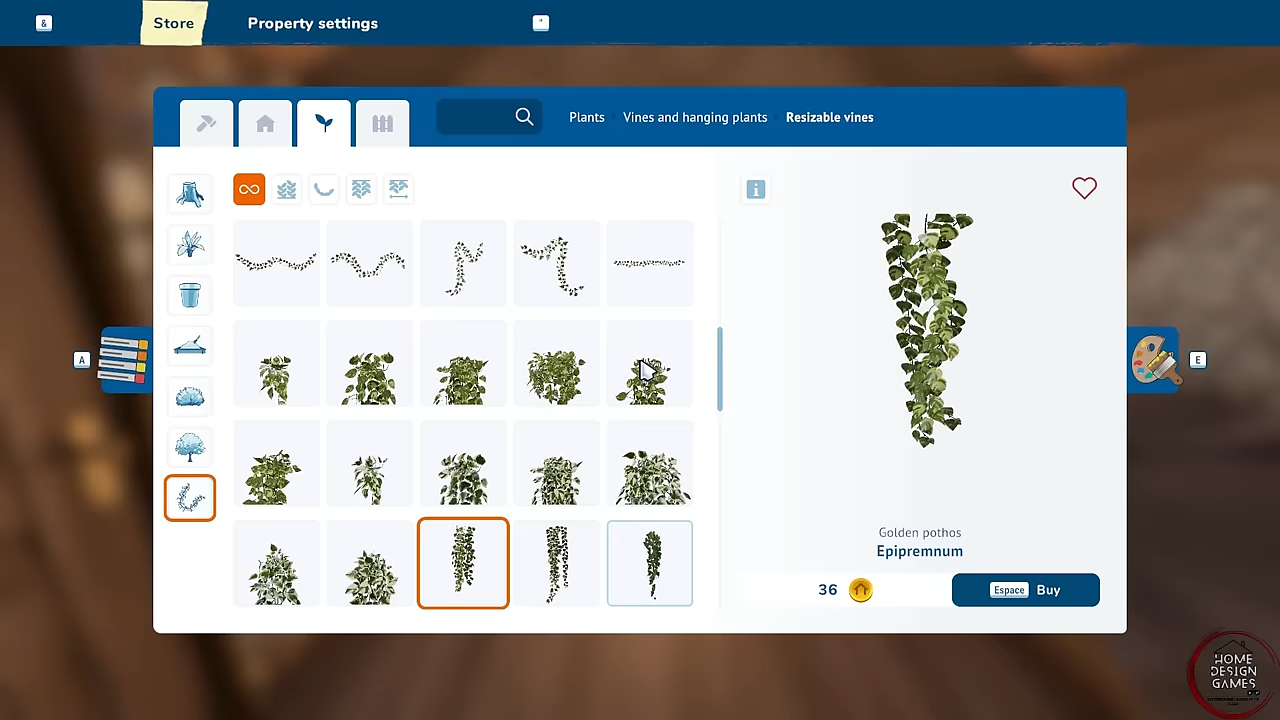 &
Store
Property settings
"
Plants
Vines and hanging plants
Resizable vines
i
A
E
Golden pothos
Epipremnum
36
Espace
Buy
HOME
DESIGN
GAMES